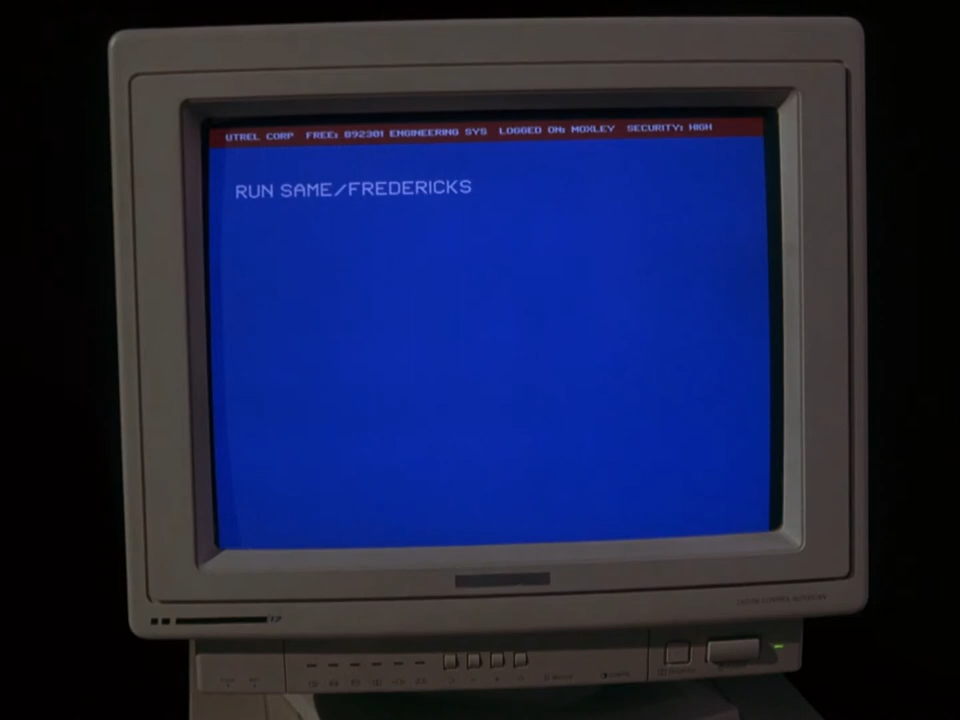 UTREL CORP FREE: 892301 ENGINEERING SYS LOGGED ON: MOXLEY SECURITY: HIGH
RUN SAME/FREDERICKS